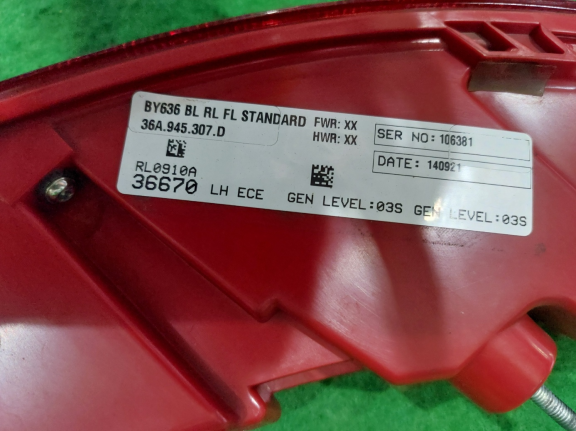 BY636 BL RL FL STANDARD FWR: XX
36A.945.307.D HWR: XX
SER NO: 106381
DATE: 140921
RL0910A
36670 LH ECE GEN LEVEL:03S GEN LEVEL:03S